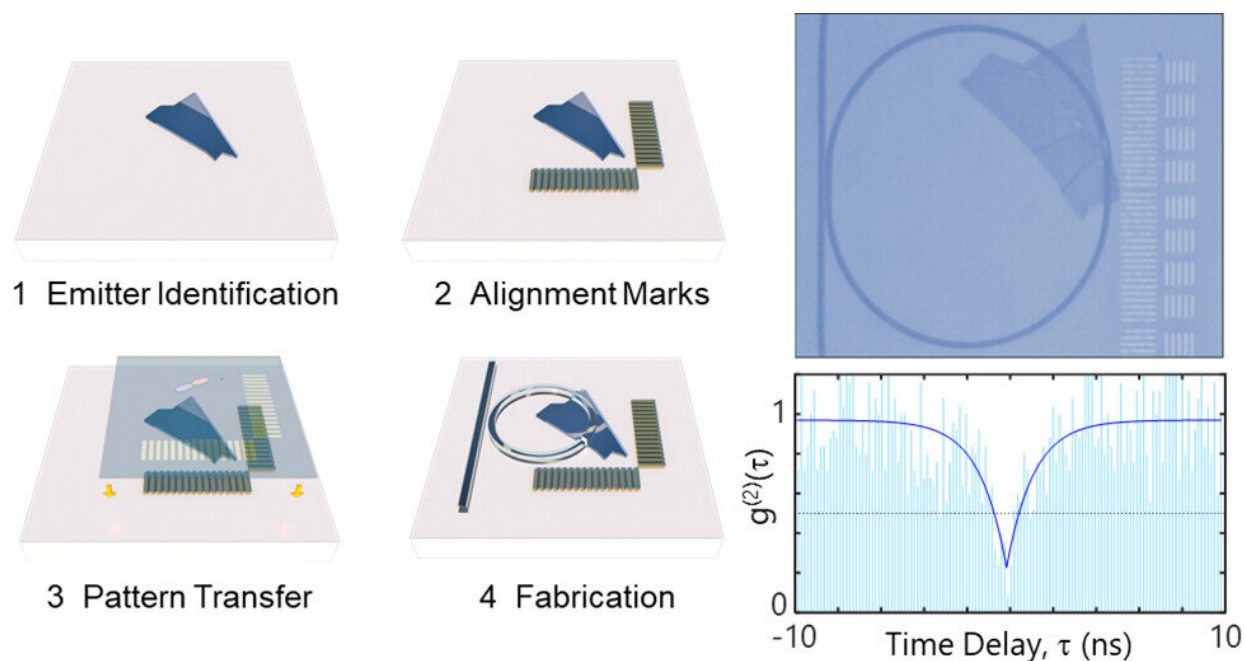 1 Emitter Identification
2 Alignment Marks
3 Pattern Transfer
4 Fabrication
g(2)(τ)
1
0
-10
10
Time Delay, τ (ns)